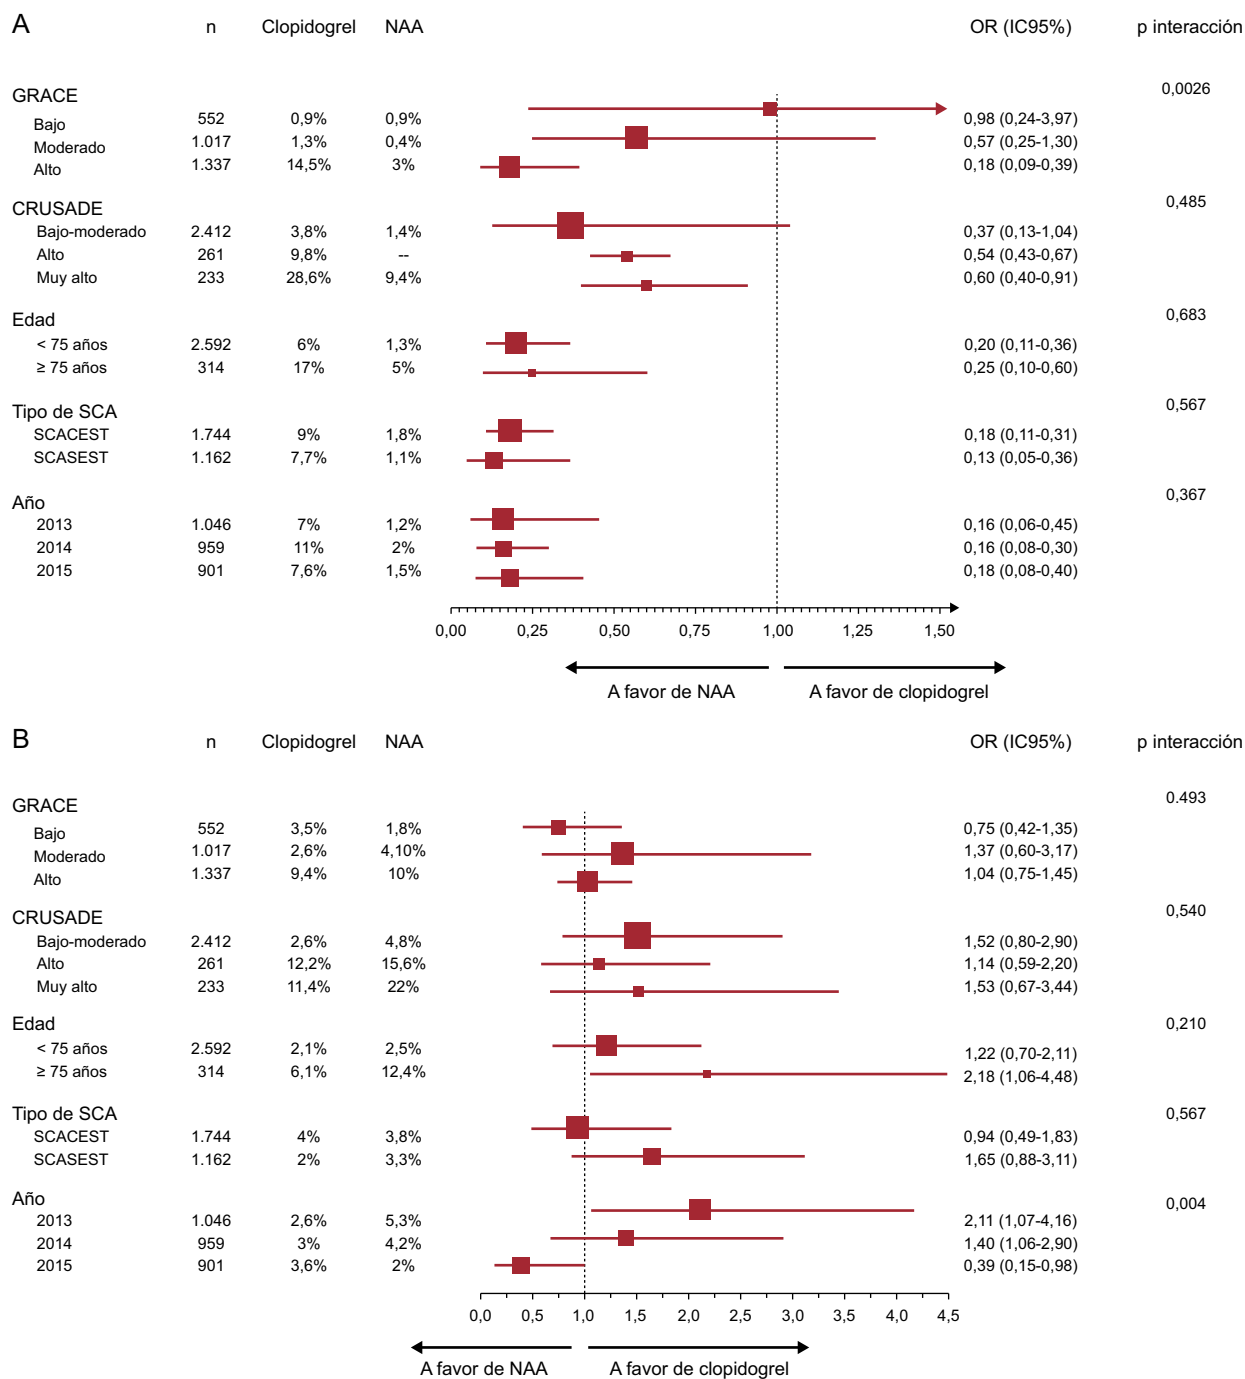 A n Clopidogrel NAA OR (IC95%) p interacción
GRACE 0,0026
Bajo 552 0,9% 0,9% 0,98 (0,24-3,97)
Moderado 1.017 1,3% 0,4% 0,57 (0,25-1,30)
Alto 1.337 14,5% 3% 0,18 (0,09-0,39)
CRUSADE 0,485
Bajo-moderado 2.412 3,8% 1,4% 0,37 (0,13-1,04)
Alto 261 9,8% -- 0,54 (0,43-0,67)
Muy alto 233 28,6% 9,4% 0,60 (0,40-0,91)
Edad 0,683
< 75 años 2.592 6% 1,3% 0,20 (0,11-0,36)
≥ 75 años 314 17% 5% 0,25 (0,10-0,60)
Tipo de SCA 0,567
SCACEST 1.744 9% 1,8% 0,18 (0,11-0,31)
SCASEST 1.162 7,7% 1,1% 0,13 (0,05-0,36)
Año 0,367
2013 1.046 7% 1,2% 0,16 (0,06-0,45)
2014 959 11% 2% 0,16 (0,08-0,30)
2015 901 7,6% 1,5% 0,18 (0,08-0,40)
0,00 0,25 0,50 0,75 1,00 1,25 1,50
A favor de NAA A favor de clopidogrel
B n Clopidogrel NAA OR (IC95%) p interacción
GRACE 0.493
Bajo 552 3,5% 1,8% 0,75 (0,42-1,35)
Moderado 1.017 2,6% 4,10% 1,37 (0,60-3,17)
Alto 1.337 9,4% 10% 1,04 (0,75-1,45)
CRUSADE 0,540
Bajo-moderado 2.412 2,6% 4,8% 1,52 (0,80-2,90)
Alto 261 12,2% 15,6% 1,14 (0,59-2,20)
Muy alto 233 11,4% 22% 1,53 (0,67-3,44)
Edad 0,210
< 75 años 2.592 2,1% 2,5% 1,22 (0,70-2,11)
≥ 75 años 314 6,1% 12,4% 2,18 (1,06-4,48)
Tipo de SCA 0,567
SCACEST 1.744 4% 3,8% 0,94 (0,49-1,83)
SCASEST 1.162 2% 3,3% 1,65 (0,88-3,11)
Año 0,004
2013 1.046 2,6% 5,3% 2,11 (1,07-4,16)
2014 959 3% 4,2% 1,40 (1,06-2,90)
2015 901 3,6% 2% 0,39 (0,15-0,98)
0,0 0,5 1,0 1,5 2,0 2,5 3,0 3,5 4,0 4,5
A favor de NAA A favor de clopidogrel